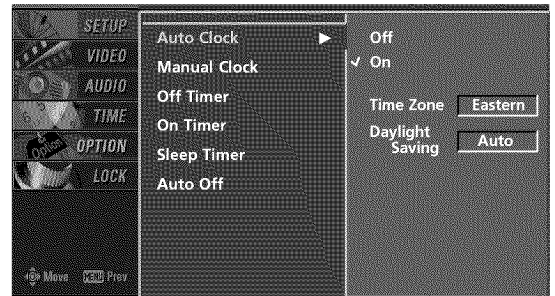 SETUP
VIDEO
AUDIO
TIME
Option OPTION
LOCK
Move MENU Prev
Auto Clock ►
Manual Clock
Off Timer
On Timer
Sleep Timer
Auto Off
Off
✓ On
Time Zone Eastern
Daylight
Saving Auto